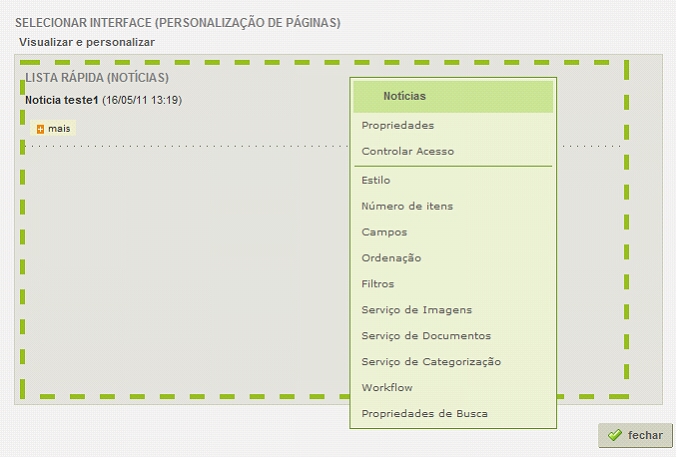 SELECIONAR INTERFACE (PERSONALIZAÇÃO DE PÁGINAS)
Visualizar e personalizar
LISTA RÁPIDA (NOTÍCIAS)
Noticia teste1 (16/05/11 13:19)
mais
Notícias
Propriedades
Controlar Acesso
Estilo
Número de itens
Campos
Ordenação
Filtros
Serviço de Imagens
Serviço de Documentos
Serviço de Categorização
Workflow
Propriedades de Busca
fechar